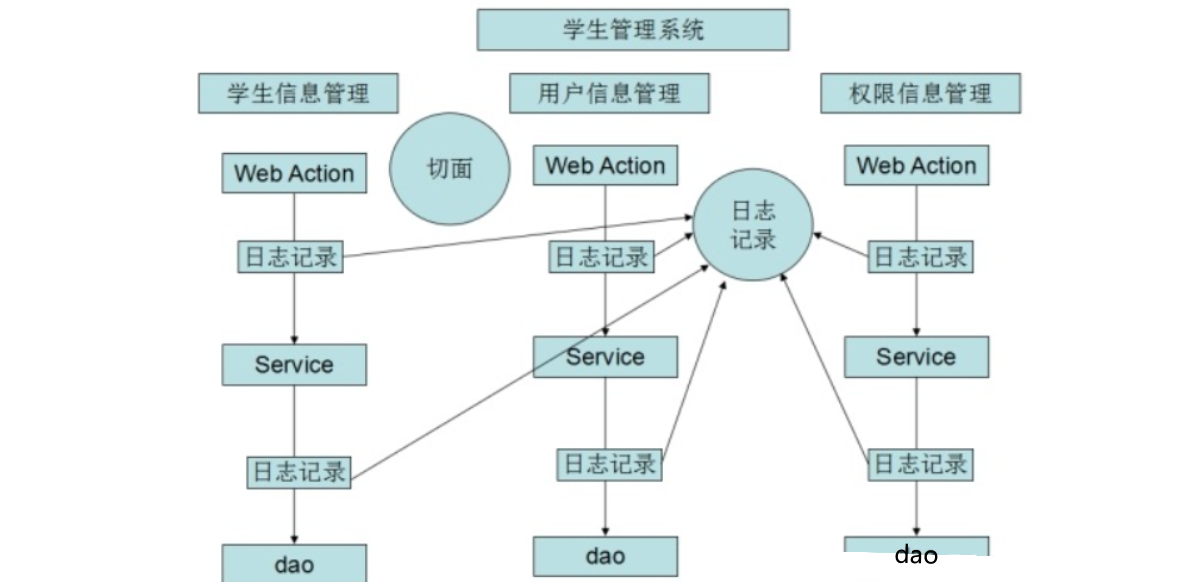 学生管理系统
学生信息管理
用户信息管理
权限信息管理
Web Action
切面
Web Action
Web Action
日志
记录
日志记录
日志记录
日志记录
Service
Service
Service
日志记录
日志记录
日志记录
dao
dao
dao